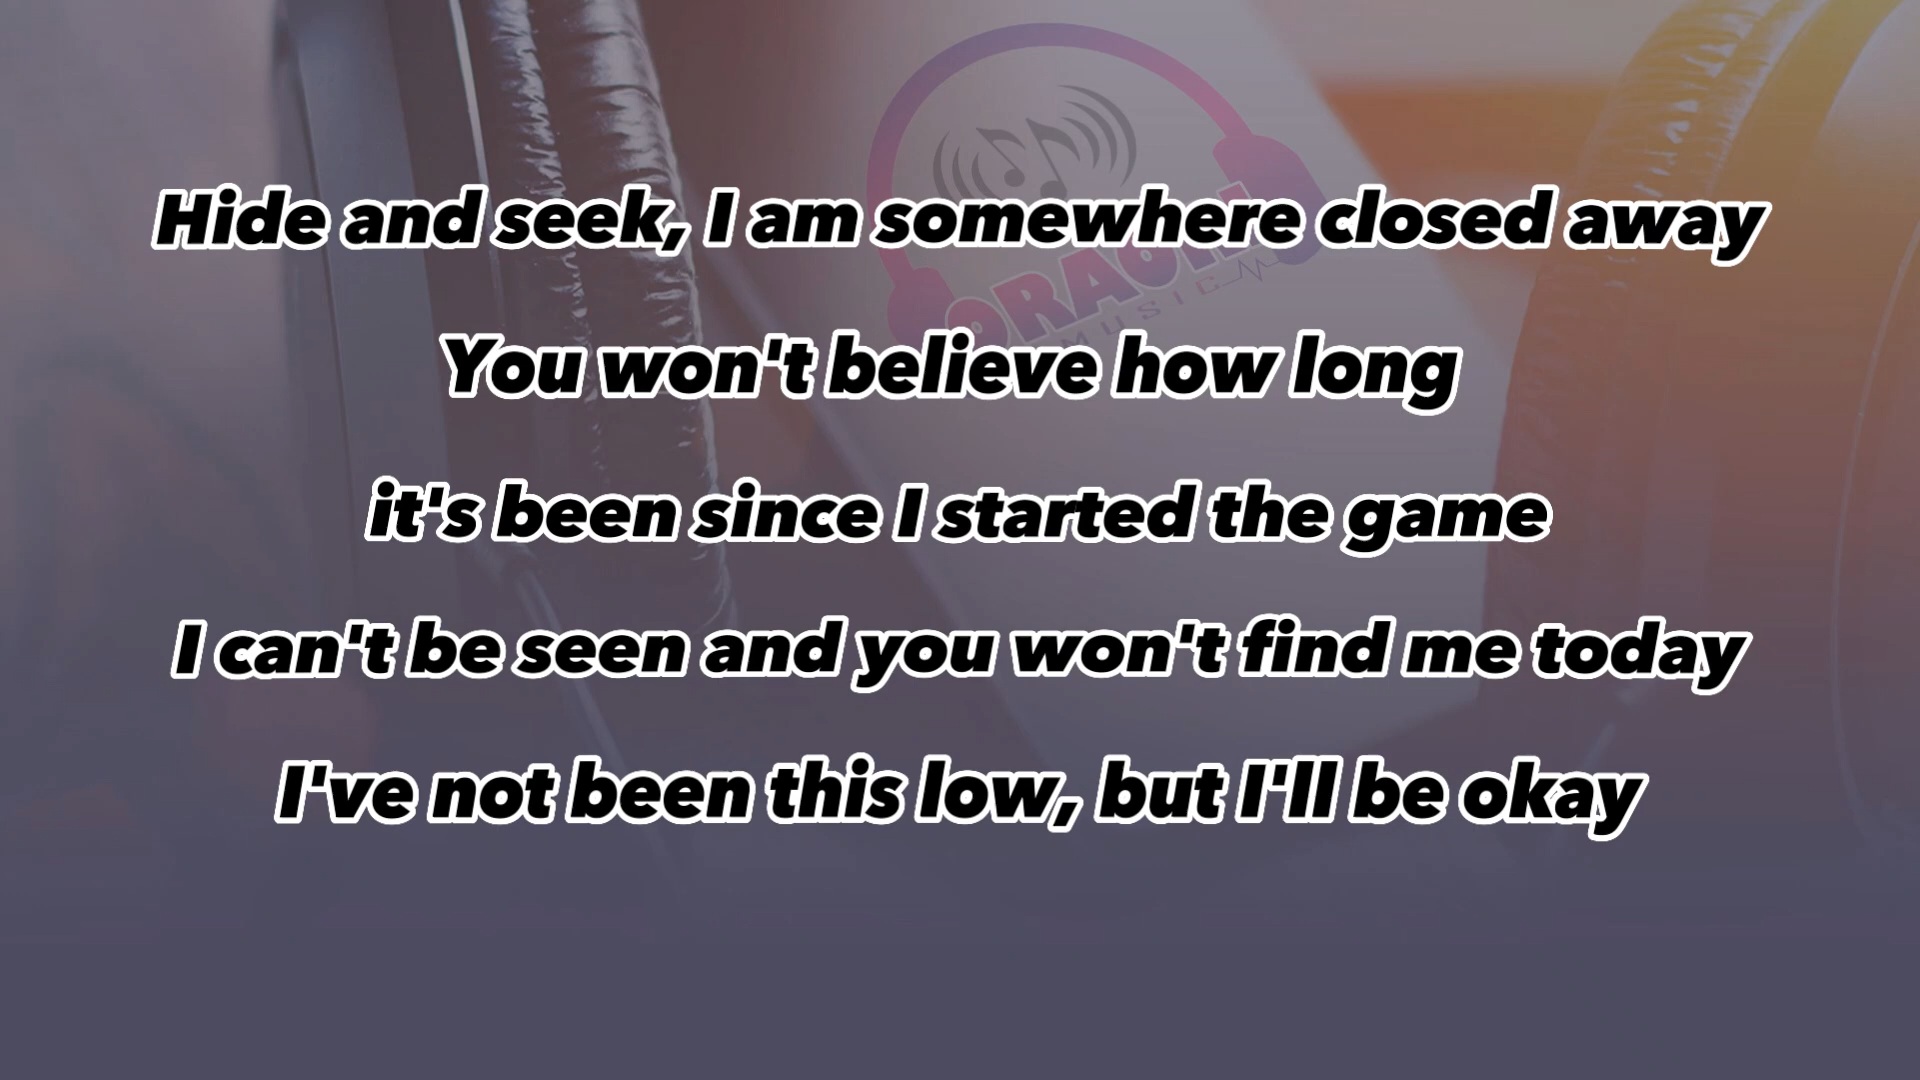 Hide and seek, I am somewhere closed away
You won't believe how long
it's been since I started the game
I can't be seen and you won't find me today
I've not been this low, but I'll be okay
MUSIC